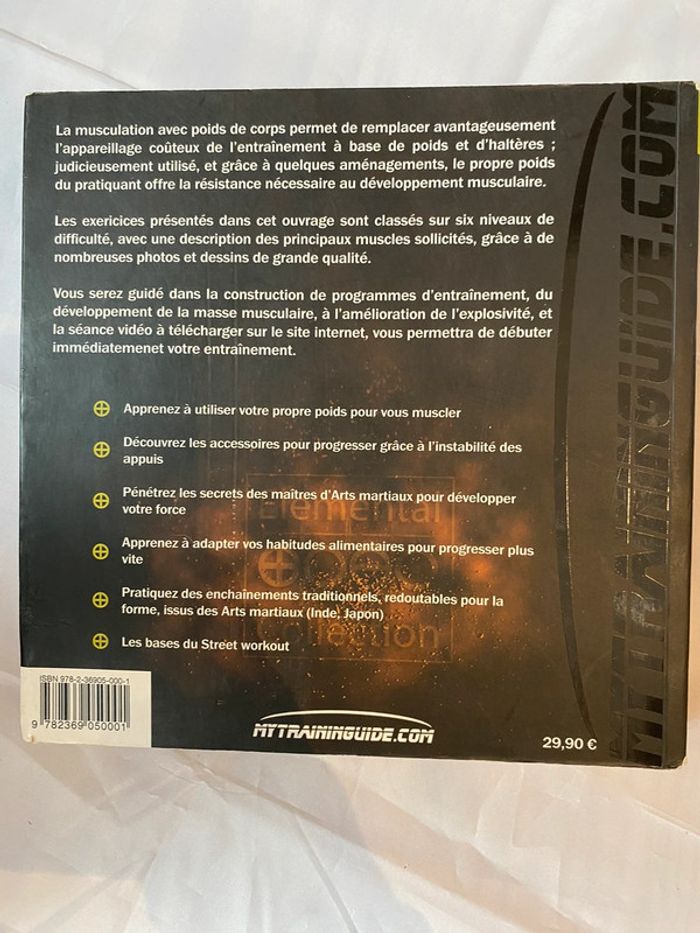 La musculation avec poids de corps permet de remplacer avantageusement
l'appareillage coûteux de l'entraînement à base de poids et d'haltères ;
judicieusement utilisé, et grâce à quelques aménagements, le propre poids
du pratiquant offre la résistance nécessaire au développement musculaire.
Les exericices présentés dans cet ouvrage sont classés sur six niveaux de
difficulté, avec une description des principaux muscles sollicités, grâce à de
nombreuses photos et dessins de grande qualité.
Vous serez guidé dans la construction de programmes d'entraînement, du
développement de la masse musculaire, à l'amélioration de l'explosivité, et
la séance vidéo à télécharger sur le site internet, vous permettra de débuter
immédiatemenet votre entraînement.
Apprenez à utiliser votre propre poids pour vous muscler
Découvrez les accessoires pour progresser grâce à l'instabilité des
appuis
Pénétrez les secrets des maîtres d'Arts martiaux pour développer
votre force
Elemental
Apprenez à adapter vos habitudes alimentaires pour progresser plus
vite
Pratiquez des enchaînements traditionnels, redoutables pour la
forme, issus des Arts martiaux (Inde, Japon)
Collection
Les bases du Street workout
ISBN 978-2-36905-000-1
9 782369 050001
MYTRAININGUIDE.COM
29,90 €
MYTRAININGUIDE.COM